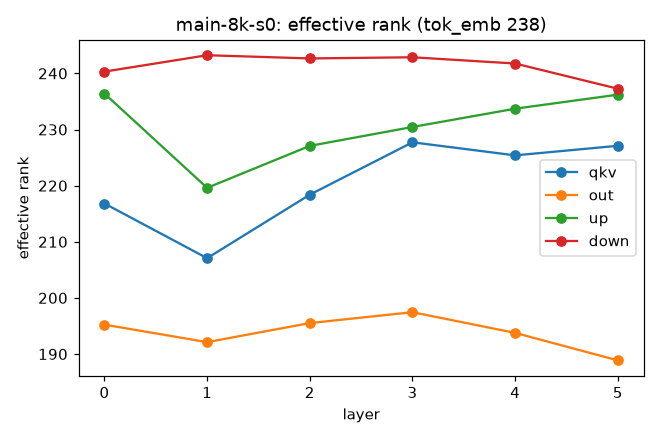 main-8k-s0: effective rank (tok_emb 238)
effective rank
240
230
220
210
200
190
qkv
out
up
down
0 1 2 3 4 5
layer